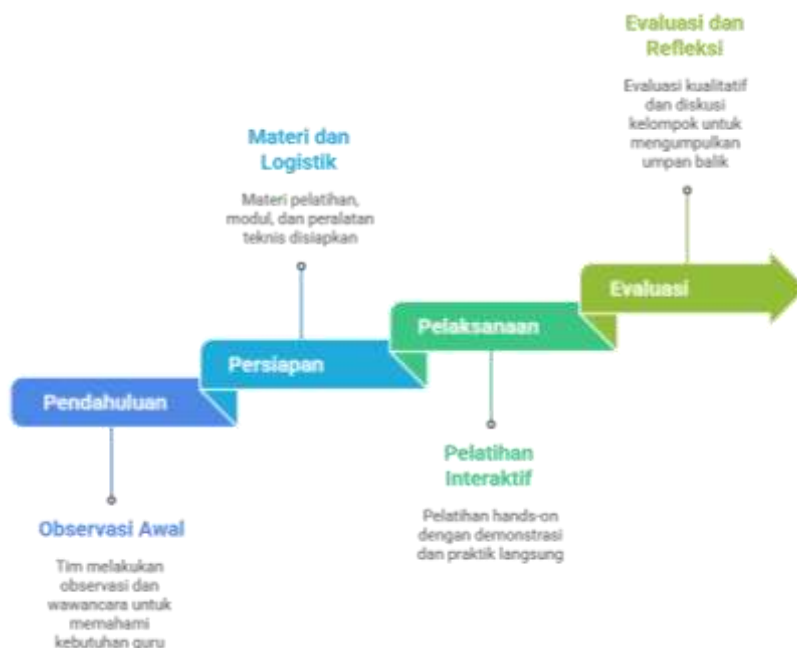 Evaluasi dan
Refleksi
Evaluasi kualitatif
dan diskusi
kelompok untuk
mengumpulkan
umpan balik
Materi dan
Logistik
Materi pelatihan,
modul, dan peralatan
teknis disiapkan
Evaluasi
Pelaksanaan
Persiapan
Pendahuluan
Pelatihan
Interaktif
Pelatihan hands-on
dengan demonstrasi
dan praktik langsung
Observasi Awal
Tim melakukan
observasi dan
wawancara untuk
memahami
kebutuhan guru